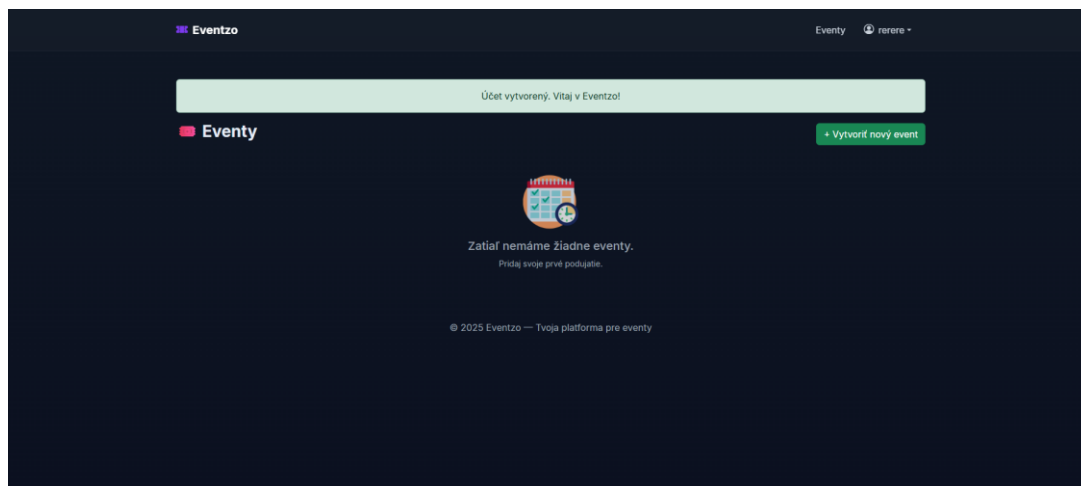 Eventzo
Eventy
rerere
Účet vytvorený. Vitaj v Eventzo!
Eventy
+ Vytvoriť nový event
Zatiaľ nemáme žiadne eventy.
Pridaj svoje prvé podujatie.
© 2025 Eventzo — Tvoja platforma pre eventy